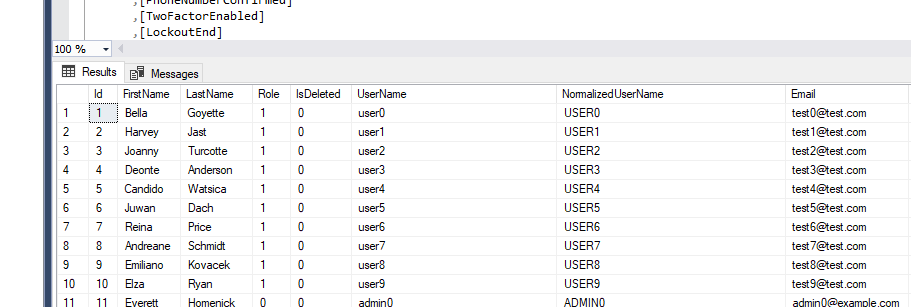 ,[PhoneNumberConfirmed]
,[TwoFactorEnabled]
,[LockoutEnd]
100 %
Results Messages
Id FirstName LastName Role IsDeleted UserName NormalizedUserName Email
1 1 Bella Goyette 1 0 user0 USER0 test0@test.com
2 2 Harvey Jast 1 0 user1 USER1 test1@test.com
3 3 Joanny Turcotte 1 0 user2 USER2 test2@test.com
4 4 Deonte Anderson 1 0 user3 USER3 test3@test.com
5 5 Candido Watsica 1 0 user4 USER4 test4@test.com
6 6 Juwan Dach 1 0 user5 USER5 test5@test.com
7 7 Reina Price 1 0 user6 USER6 test6@test.com
8 8 Andreane Schmidt 1 0 user7 USER7 test7@test.com
9 9 Emiliano Kovacek 1 0 user8 USER8 test8@test.com
10 10 Elza Ryan 1 0 user9 USER9 test9@test.com
11 11 Everett Homenick 0 0 admin0 ADMIN0 admin0@example.com